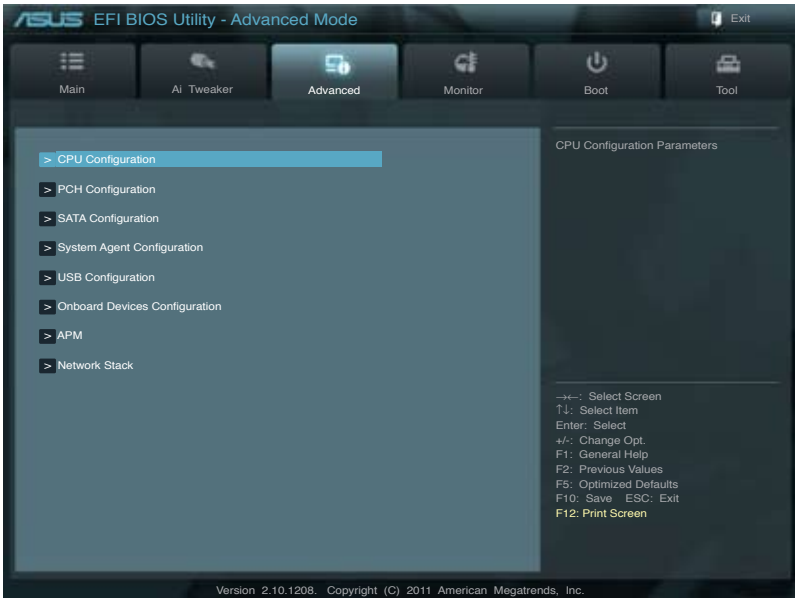 ASUS EFI BIOS Utility - Advanced Mode
Exit
Main
Ai Tweaker
Advanced
Monitor
Boot
Tool
> CPU Configuration
> PCH Configuration
> SATA Configuration
> System Agent Configuration
> USB Configuration
> Onboard Devices Configuration
> APM
> Network Stack
CPU Configuration Parameters
→←: Select Screen
↑↓: Select Item
Enter: Select
+/-: Change Opt.
F1: General Help
F2: Previous Values
F5: Optimized Defaults
F10: Save ESC: Exit
F12: Print Screen
Version 2.10.1208. Copyright (C) 2011 American Megatrends, Inc.